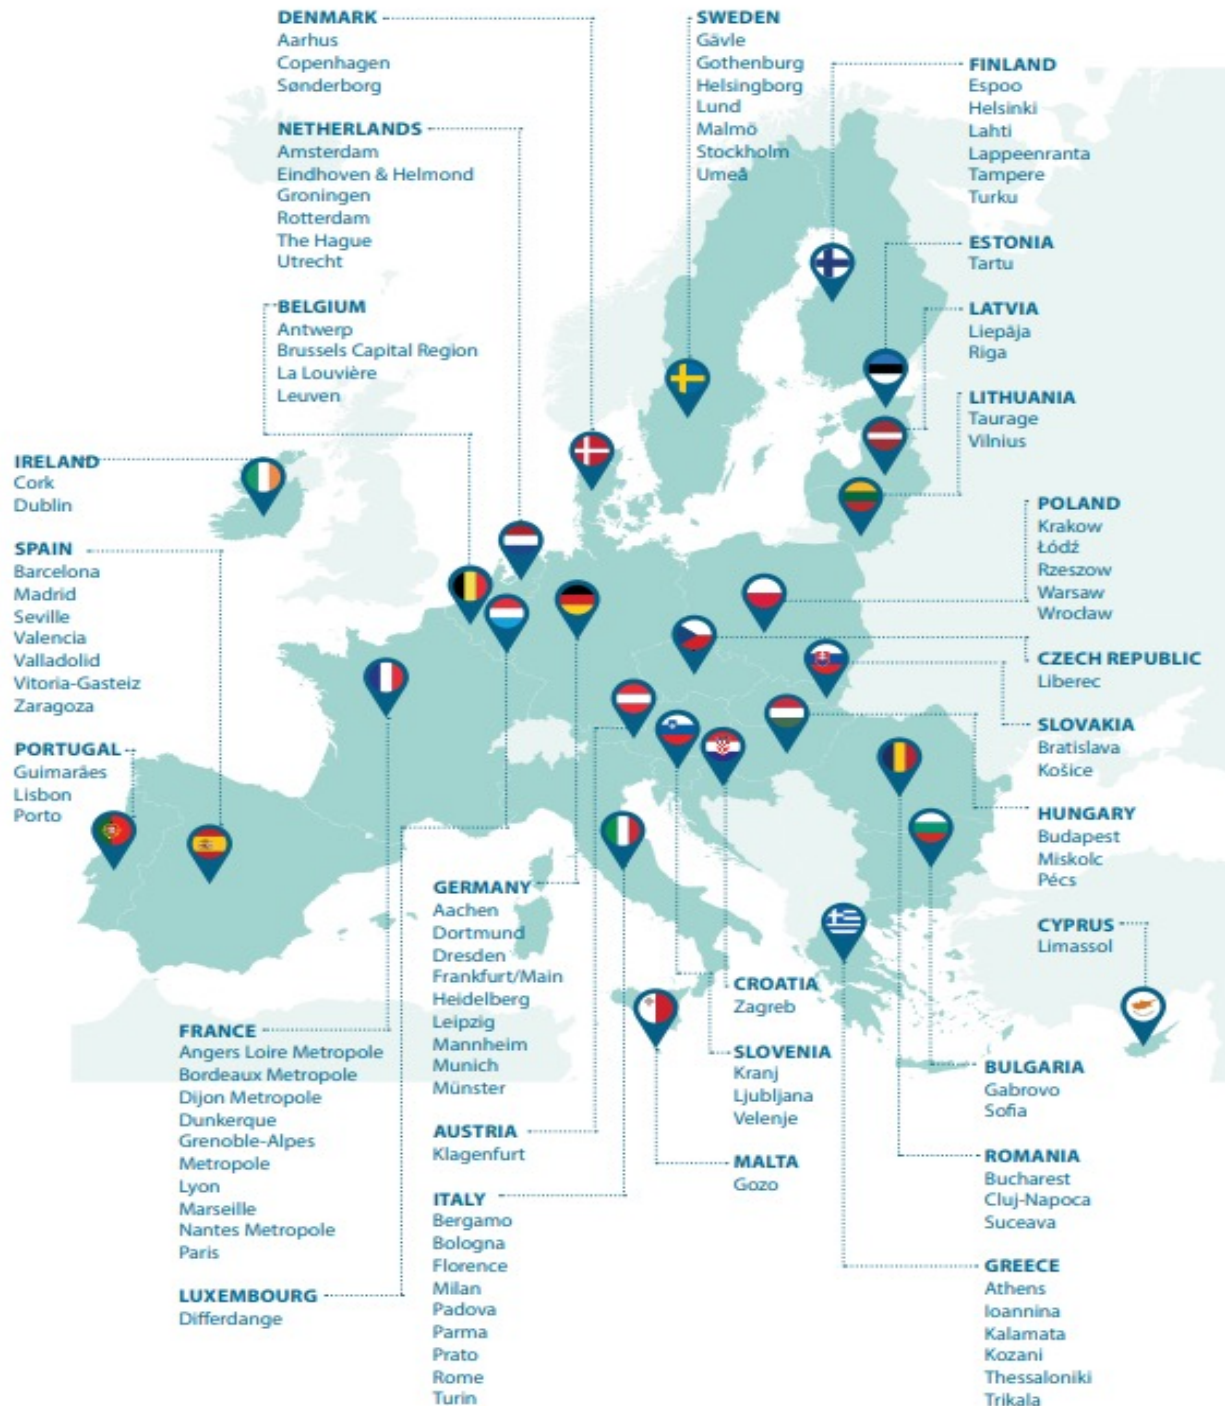 DENMARK
Aarhus
Copenhagen
Sønderborg
NETHERLANDS
Amsterdam
Eindhoven & Helmond
Groningen
Rotterdam
The Hague
Utrecht
BELGIUM
Antwerp
Brussels Capital Region
La Louvière
Leuven
IRELAND
Cork
Dublin
SPAIN
Barcelona
Madrid
Seville
Valencia
Valladolid
Vitoria-Gasteiz
Zaragoza
PORTUGAL
Guimarães
Lisbon
Porto
SWEDEN
Gävle
Gothenburg
Helsingborg
Lund
Malmö
Stockholm
Umeå
FINLAND
Espoo
Helsinki
Lahti
Lappeenranta
Tampere
Turku
ESTONIA
Tartu
LATVIA
Liepāja
Riga
LITHUANIA
Taurage
Vilnius
POLAND
Krakow
Łódź
Rzeszow
Warsaw
Wrocław
CZECH REPUBLIC
Liberec
SLOVAKIA
Bratislava
Košice
HUNGARY
Budapest
Miskolc
Pécs
CYPRUS
Limassol
FRANCE
Angers Loire Metropole
Bordeaux Metropole
Dijon Metropole
Dunkerque
Grenoble-Alpes
Metropole
Lyon
Marseille
Nantes Metropole
Paris
LUXEMBOURG
Differdange
GERMANY
Aachen
Dortmund
Dresden
Frankfurt/Main
Heidelberg
Leipzig
Mannheim
Munich
Münster
AUSTRIA
Klagenfurt
ITALY
Bergamo
Bologna
Florence
Milan
Padova
Parma
Prato
Rome
Turin
CROATIA
Zagreb
SLOVENIA
Kranj
Ljubljana
Velenje
MALTA
Gozo
BULGARIA
Gabrovo
Sofia
ROMANIA
Bucharest
Cluj-Napoca
Suceava
GREECE
Athens
Ioannina
Kalamata
Kozani
Thessaloniki
Trikala